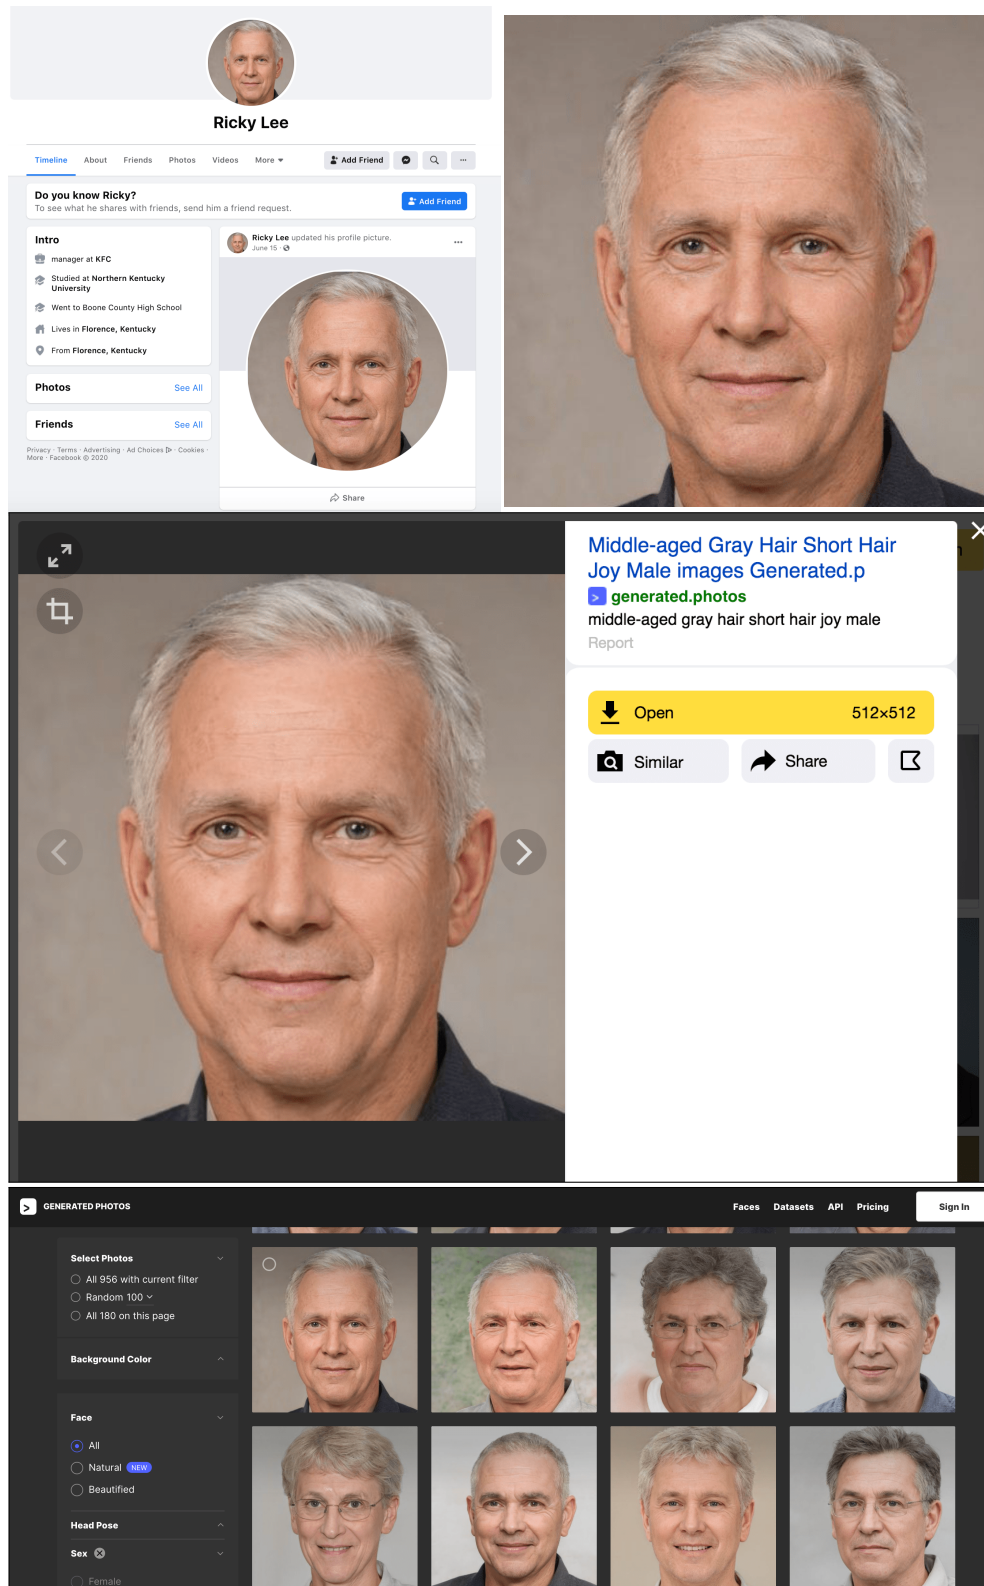 Ricky Lee
Timeline About Friends Photos Videos More Add Friend
Do you know Ricky?
To see what he shares with friends, send him a friend request.
Add Friend
Intro
manager at KFC
Studied at Northern Kentucky
University
Went to Boone County High School
Lives in Florence, Kentucky
From Florence, Kentucky
Photos See All
Friends See All
Privacy · Terms · Advertising · Ad Choices · Cookies ·
More · Facebook © 2020
Ricky Lee updated his profile picture.
June 15 ·
Share
Middle-aged Gray Hair Short Hair
Joy Male images Generated.p
generated.photos
middle-aged gray hair short hair joy male
Report
Open 512×512
Similar Share
GENERATED PHOTOS Faces Datasets API Pricing Sign In
Select Photos
All 956 with current filter
Random 100
All 180 on this page
Background Color
Face
All
Natural NEW
Beautified
Head Pose
Sex
Female